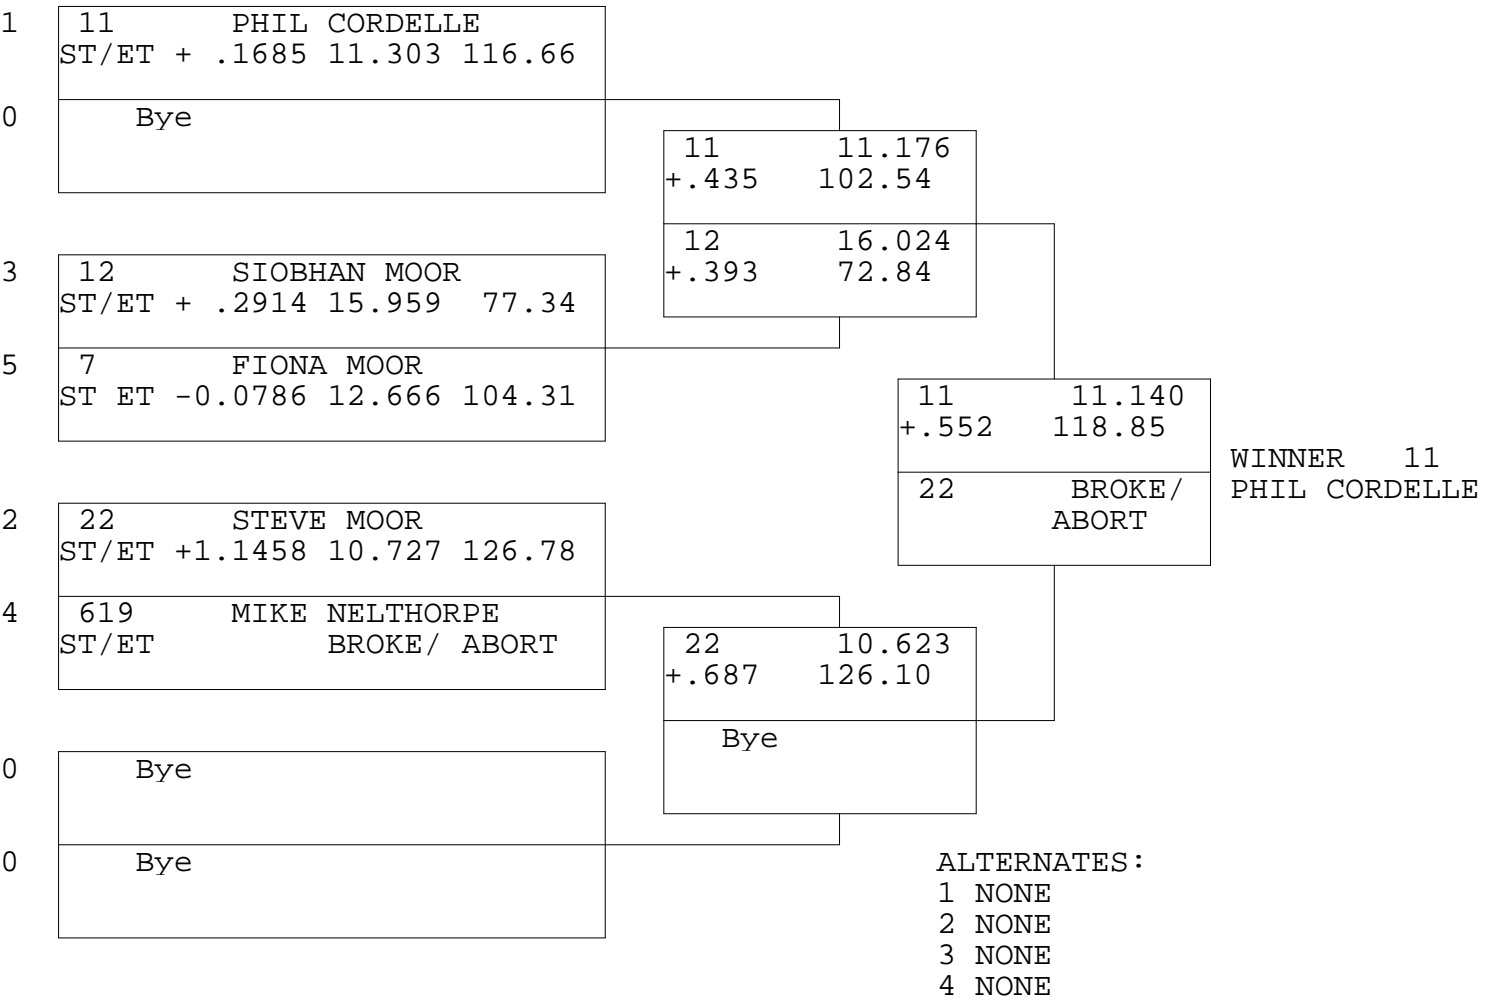 1 11 PHIL CORDELLE
ST/ET + .1685 11.303 116.66
0 Bye
11 11.176
+.435 102.54
12 16.024
+.393 72.84
3 12 SIOBHAN MOOR
ST/ET + .2914 15.959 77.34
5 7 FIONA MOOR
ST ET -0.0786 12.666 104.31
11 11.140
+.552 118.85
22 BROKE/
ABORT
WINNER 11
PHIL CORDELLE
2 22 STEVE MOOR
ST/ET +1.1458 10.727 126.78
4 619 MIKE NELTHORPE
ST/ET BROKE/ ABORT
22 10.623
+.687 126.10
Bye
0 Bye
0 Bye
ALTERNATES:
1 NONE
2 NONE
3 NONE
4 NONE